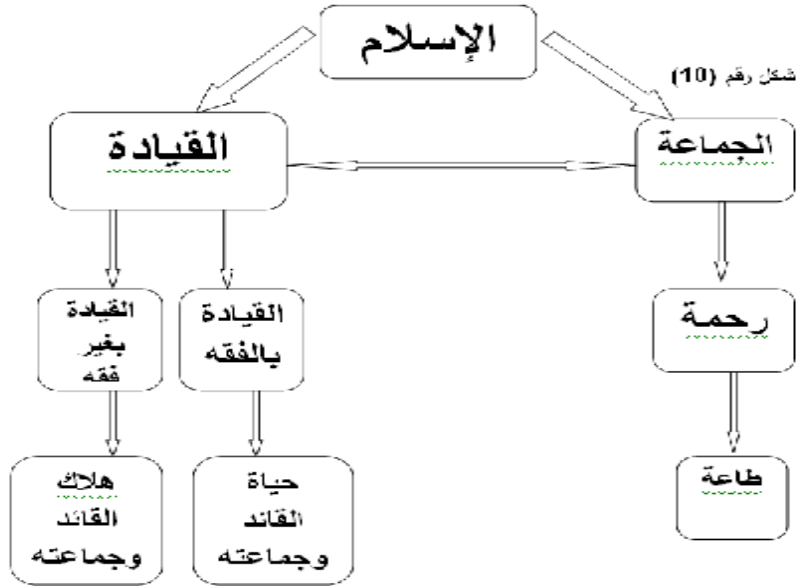 الإسلام
شكل رقم (10)
الجماعة
القيادة
رحمة
القيادة
بالفقه
القيادة
بغير
فقه
طاعة
حياة
القائد
وجماعته
هلاك
القائد
وجماعته